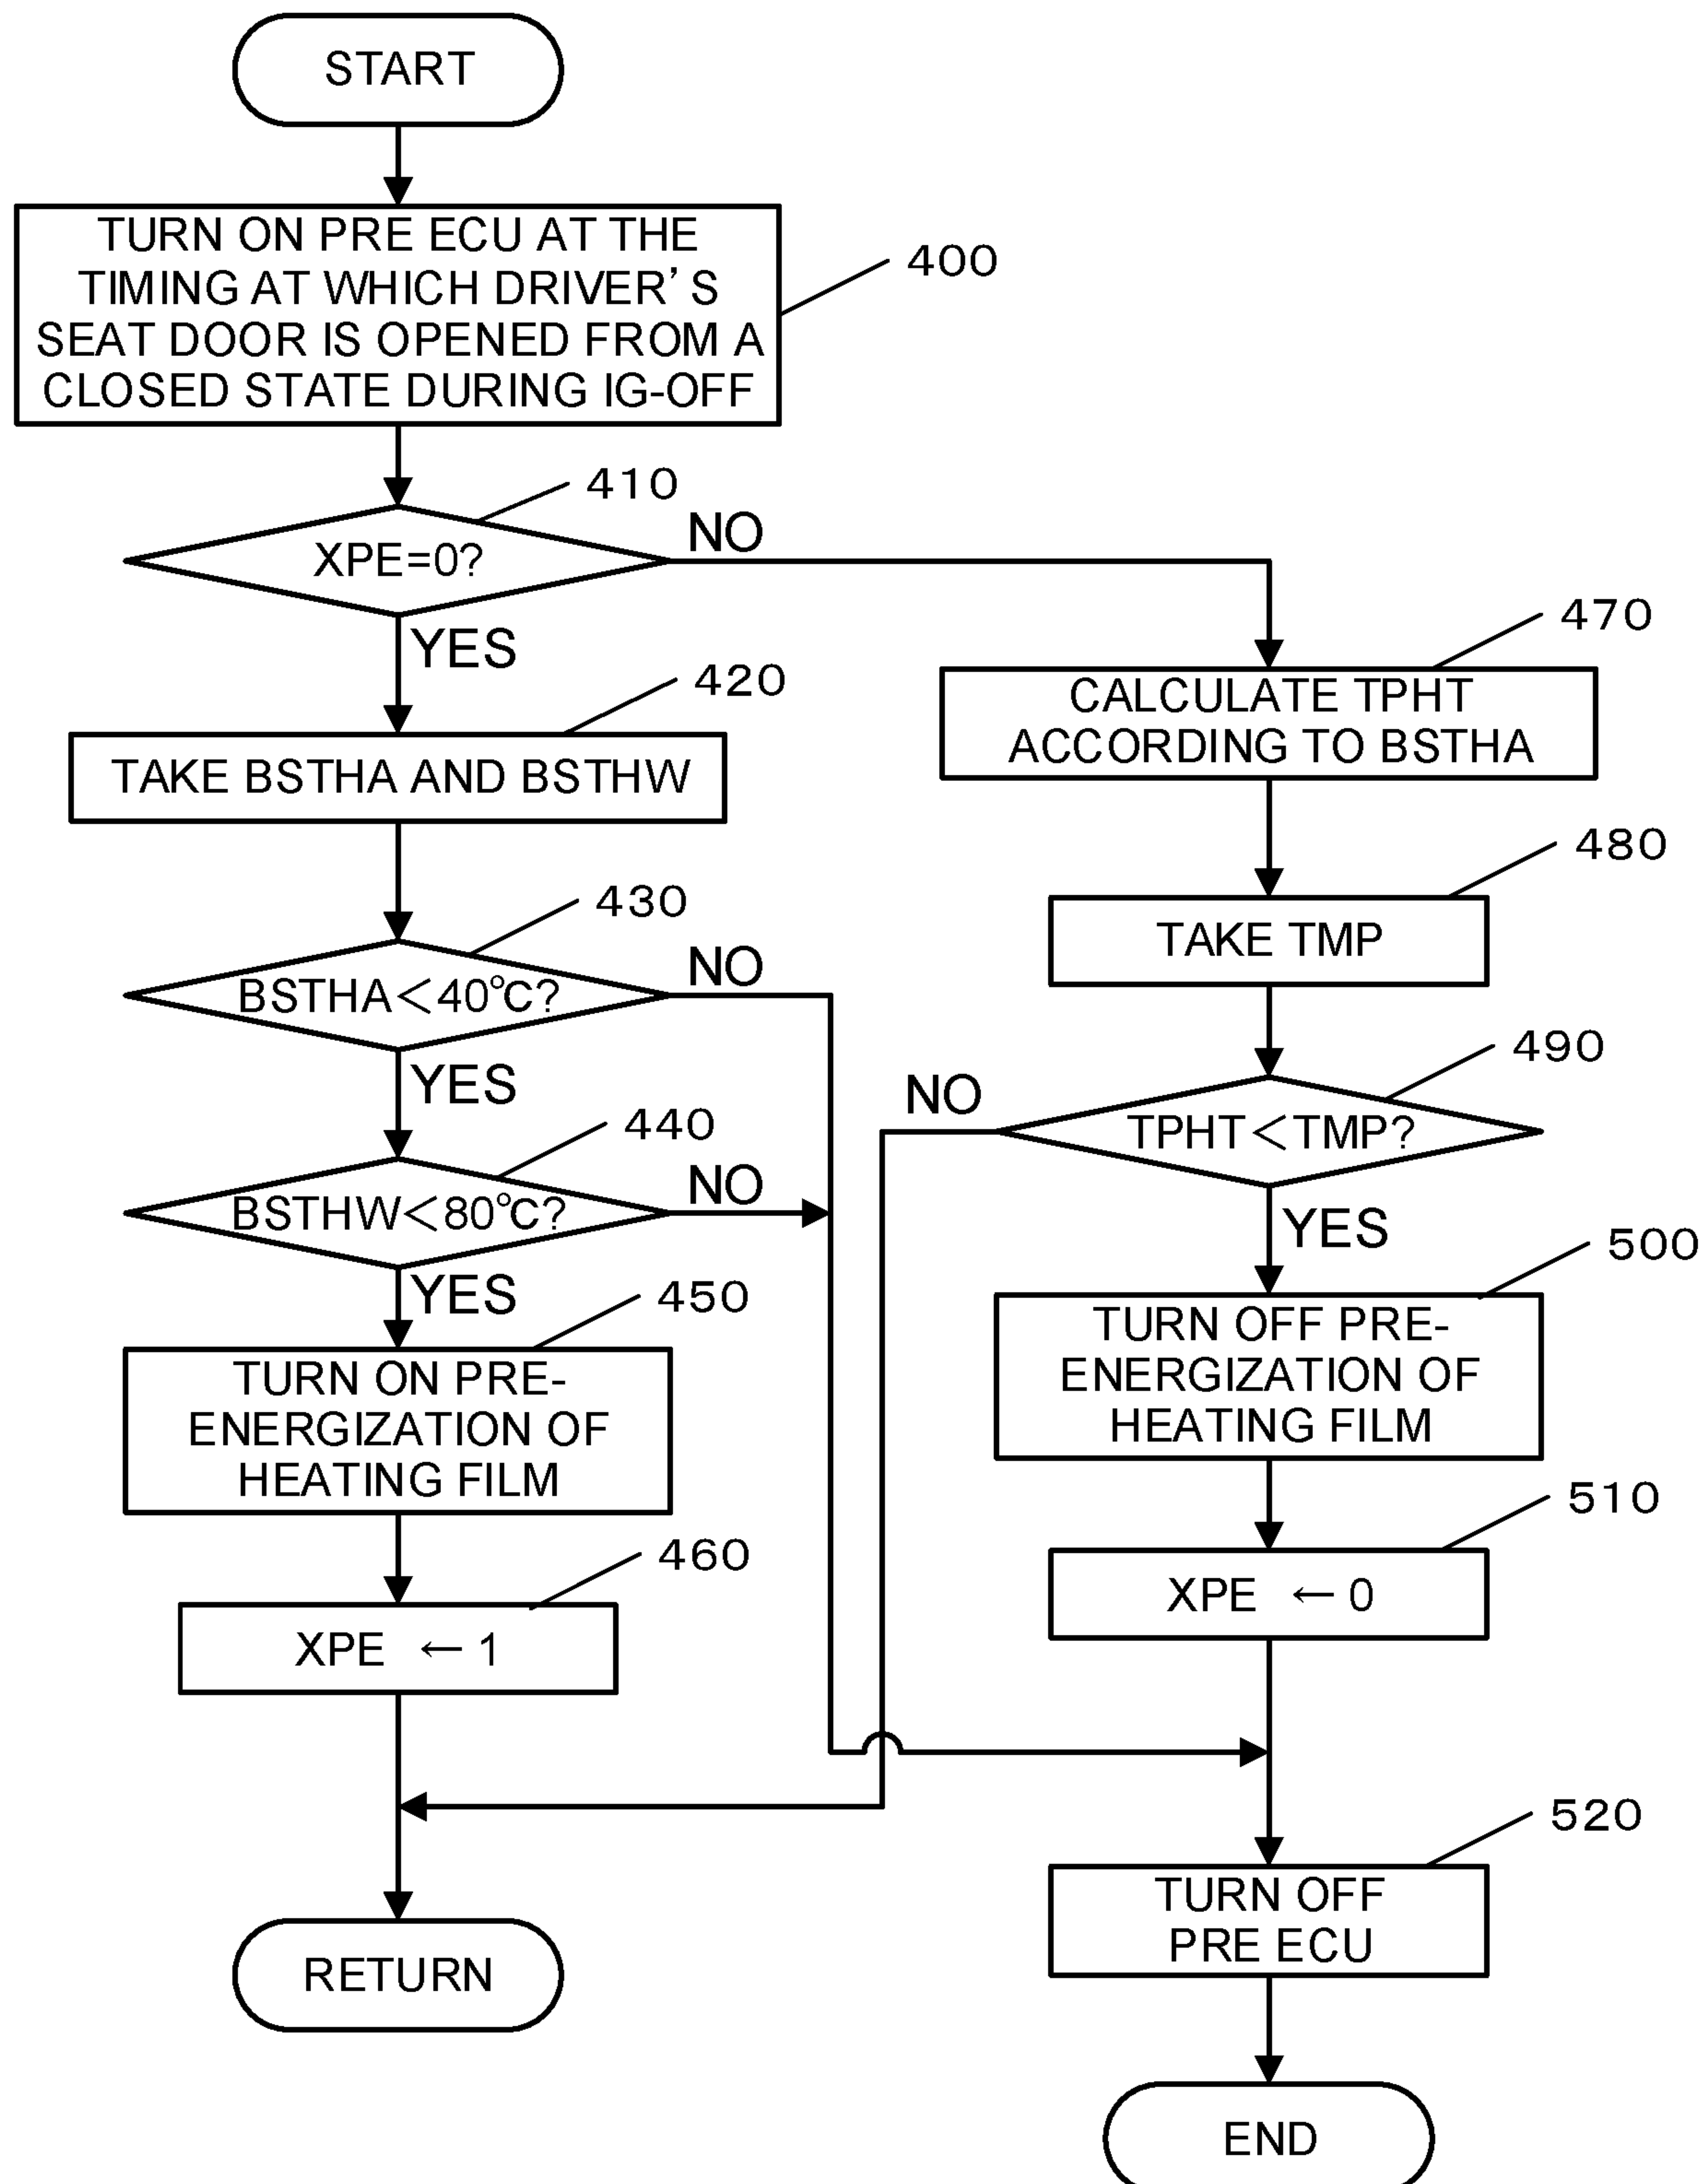 START
TURN ON PRE ECU AT THE
TIMING AT WHICH DRIVER'S
SEAT DOOR IS OPENED FROM A
CLOSED STATE DURING IG-OFF
400
410
XPE=0?
NO
YES
420
TAKE BSTHA AND BSTHW
430
BSTHA<40℃?
NO
YES
440
BSTHW<80℃?
NO
YES
450
TURN ON PRE-
ENERGIZATION OF
HEATING FILM
460
XPE ← 1
RETURN
470
CALCULATE TPHT
ACCORDING TO BSTHA
480
TAKE TMP
490
NO
TPHT<TMP?
YES
500
TURN OFF PRE-
ENERGIZATION OF
HEATING FILM
510
XPE ← 0
520
TURN OFF
PRE ECU
END